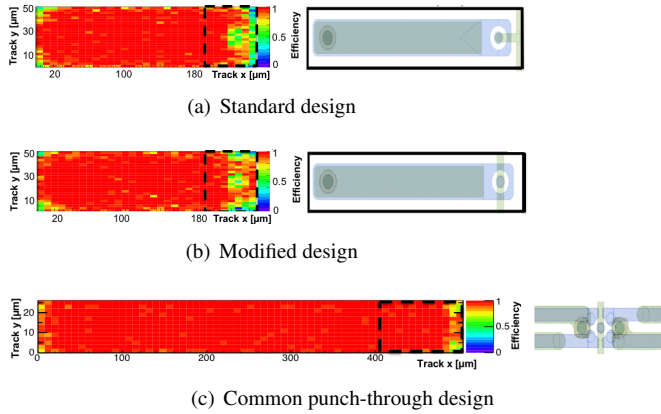 50
30
10
Track y [μm]
20
100
180
Track x [μm]
1
0.5
0
Efficiency
(a) Standard design
50
30
10
Track y [μm]
20
100
180
Track x [μm]
1
0.5
0
Efficiency
(b) Modified design
20
10
0
Track y [μm]
0
100
200
300
400
Track x [μm]
1
0.5
0
Efficiency
(c) Common punch-through design